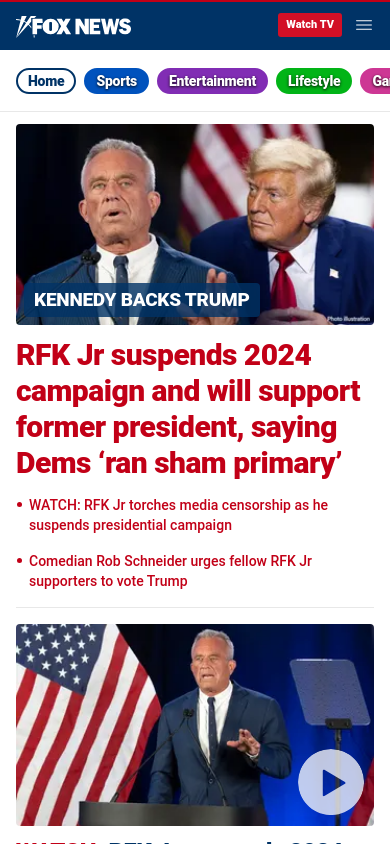 FOX NEWS
Watch TV
Home
Sports
Entertainment
Lifestyle
KENNEDY BACKS TRUMP
Photo Illustration
RFK Jr suspends 2024
campaign and will support
former president, saying
Dems ‘ran sham primary’
• WATCH: RFK Jr torches media censorship as he
suspends presidential campaign
• Comedian Rob Schneider urges fellow RFK Jr
supporters to vote Trump